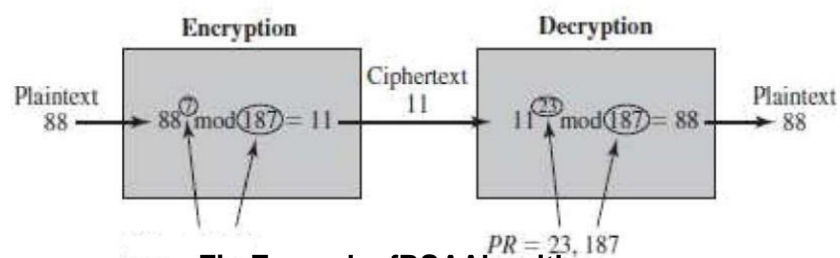 Encryption
Decryption
Plaintext
88
88^7 mod 187 = 11
Ciphertext
11
11^23 mod 187 = 88
Plaintext
88
PR = 23, 187